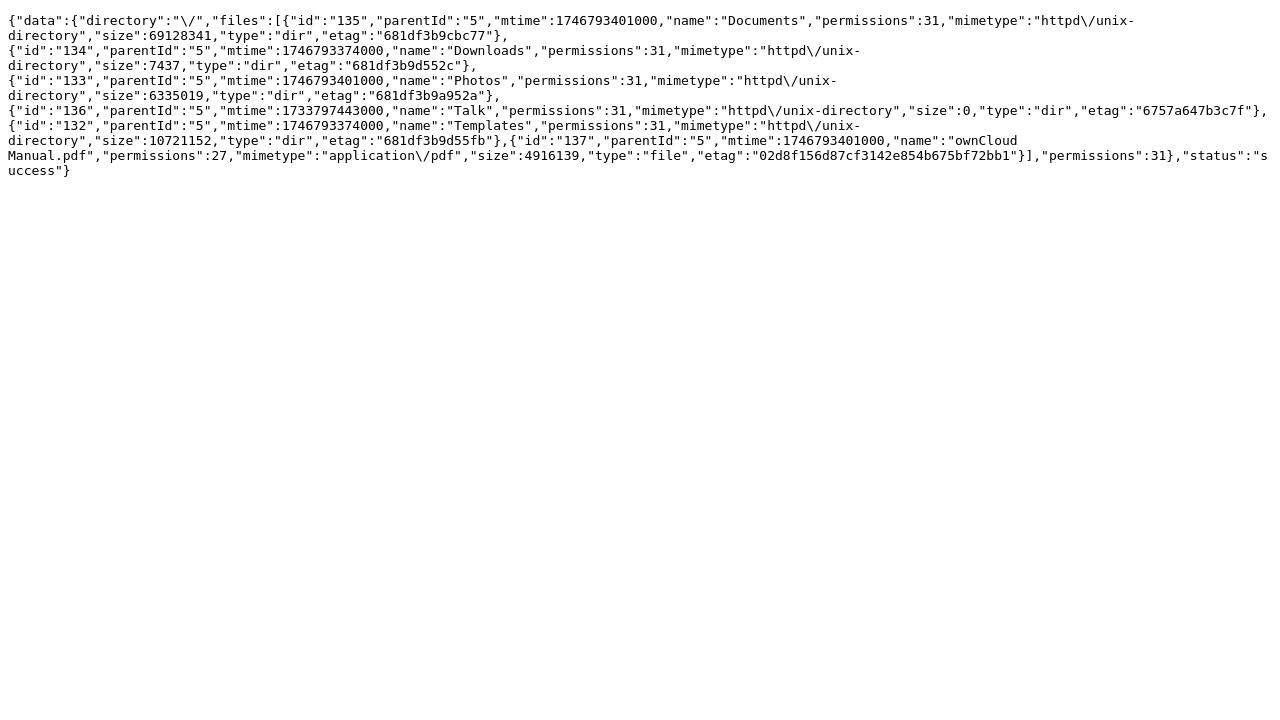 {"data":{"directory":"\/","files":[{"id":"135","parentId":"5","mtime":1746793401000,"name":"Documents","permissions":31,"mimetype":"httpd\/unix-
directory","size":69128341,"type":"dir","etag":"681df3b9cbc77"},
{"id":"134","parentId":"5","mtime":1746793374000,"name":"Downloads","permissions":31,"mimetype":"httpd\/unix-
directory","size":7437,"type":"dir","etag":"681df3b9d552c"},
{"id":"133","parentId":"5","mtime":1746793401000,"name":"Photos","permissions":31,"mimetype":"httpd\/unix-
directory","size":6335019,"type":"dir","etag":"681df3b9a952a"},
{"id":"136","parentId":"5","mtime":1733797443000,"name":"Talk","permissions":31,"mimetype":"httpd\/unix-directory","size":0,"type":"dir","etag":"6757a647b3c7f"},
{"id":"132","parentId":"5","mtime":1746793374000,"name":"Templates","permissions":31,"mimetype":"httpd\/unix-
directory","size":10721152,"type":"dir","etag":"681df3b9d55fb"},{"id":"137","parentId":"5","mtime":1746793401000,"name":"ownCloud
Manual.pdf","permissions":27,"mimetype":"application\/pdf","size":4916139,"type":"file","etag":"02d8f156d87cf3142e854b675bf72bb1"}],"permissions":31},"status":"s
uccess"}